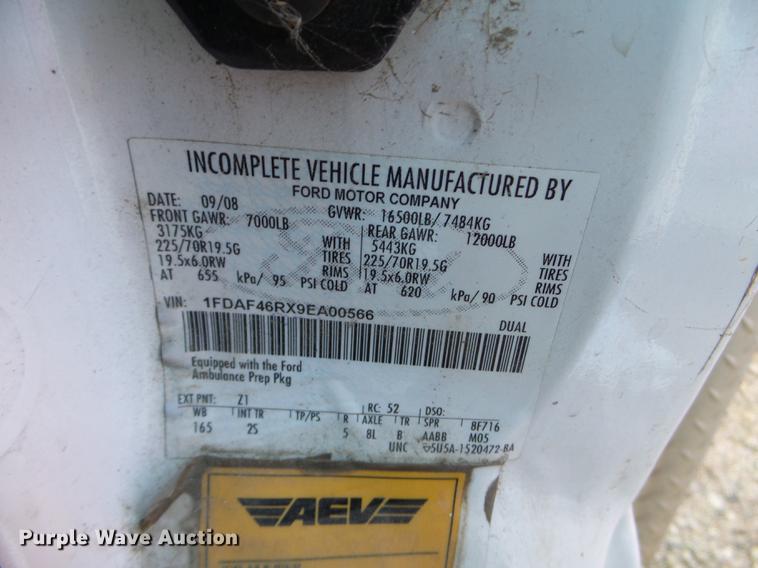 INCOMPLETE VEHICLE MANUFACTURED BY
FORD MOTOR COMPANY
DATE: 09/08 GVWR: 16500LB/ 7484KG
FRONT GAWR: 7000LB REAR GAWR: 12000LB
3175KG WITH 5443KG WITH
225/70R19.5G TIRES 225/70R19.5G TIRES
19.5x6.0RW RIMS 19.5x6.0RW RIMS
AT 655 kPa/ 95 PSI COLD AT 620 kPa/ 90 PSI COLD
VIN: 1FDAF46RX9EA00566 DUAL
Equipped with the Ford
Ambulance Prep Pkg
EXT PNT: Z1 RC: 52 DSO:
WB INT TR TP/PS R AXLE TR SPR 8F716
165 2S 5 8L B AABB M05
UNC 5U5A-1520472-BA
AEV
Purple Wave Auction